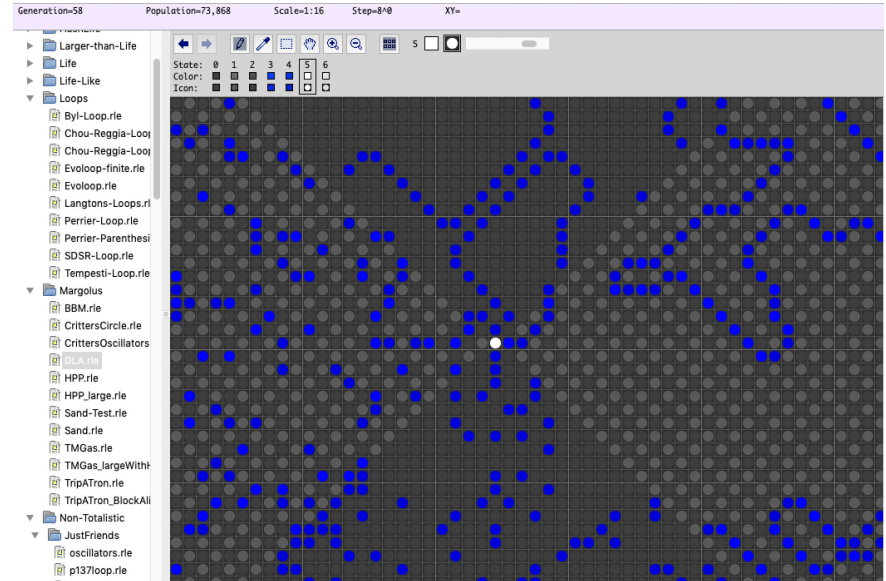 Generation=58 Population=73,868 Scale=1:16 Step=8^0 XY=
Larger-than-Life
Life
Life-Like
Loops
Byl-Loop.rle
Chou-Reggia-Loop
Chou-Reggia-Loop
Evoloop-finite.rle
Evoloop.rle
Langtons-Loops.rl
Perrier-Loop.rle
Perrier-Parenthesi
SDSR-Loop.rle
Tempesti-Loop.rle
Margolus
BBM.rle
CrittersCircle.rle
CrittersOscillators
DLA.rle
HPP.rle
HPP_large.rle
Sand-Test.rle
Sand.rle
TMGas.rle
TMGas_largeWithH
TripATron.rle
TripATron_BlockAli
Non-Totalistic
JustFriends
oscillators.rle
p137loop.rle
5
State: 0 1 2 3 4 5 6
Color:
Icon: